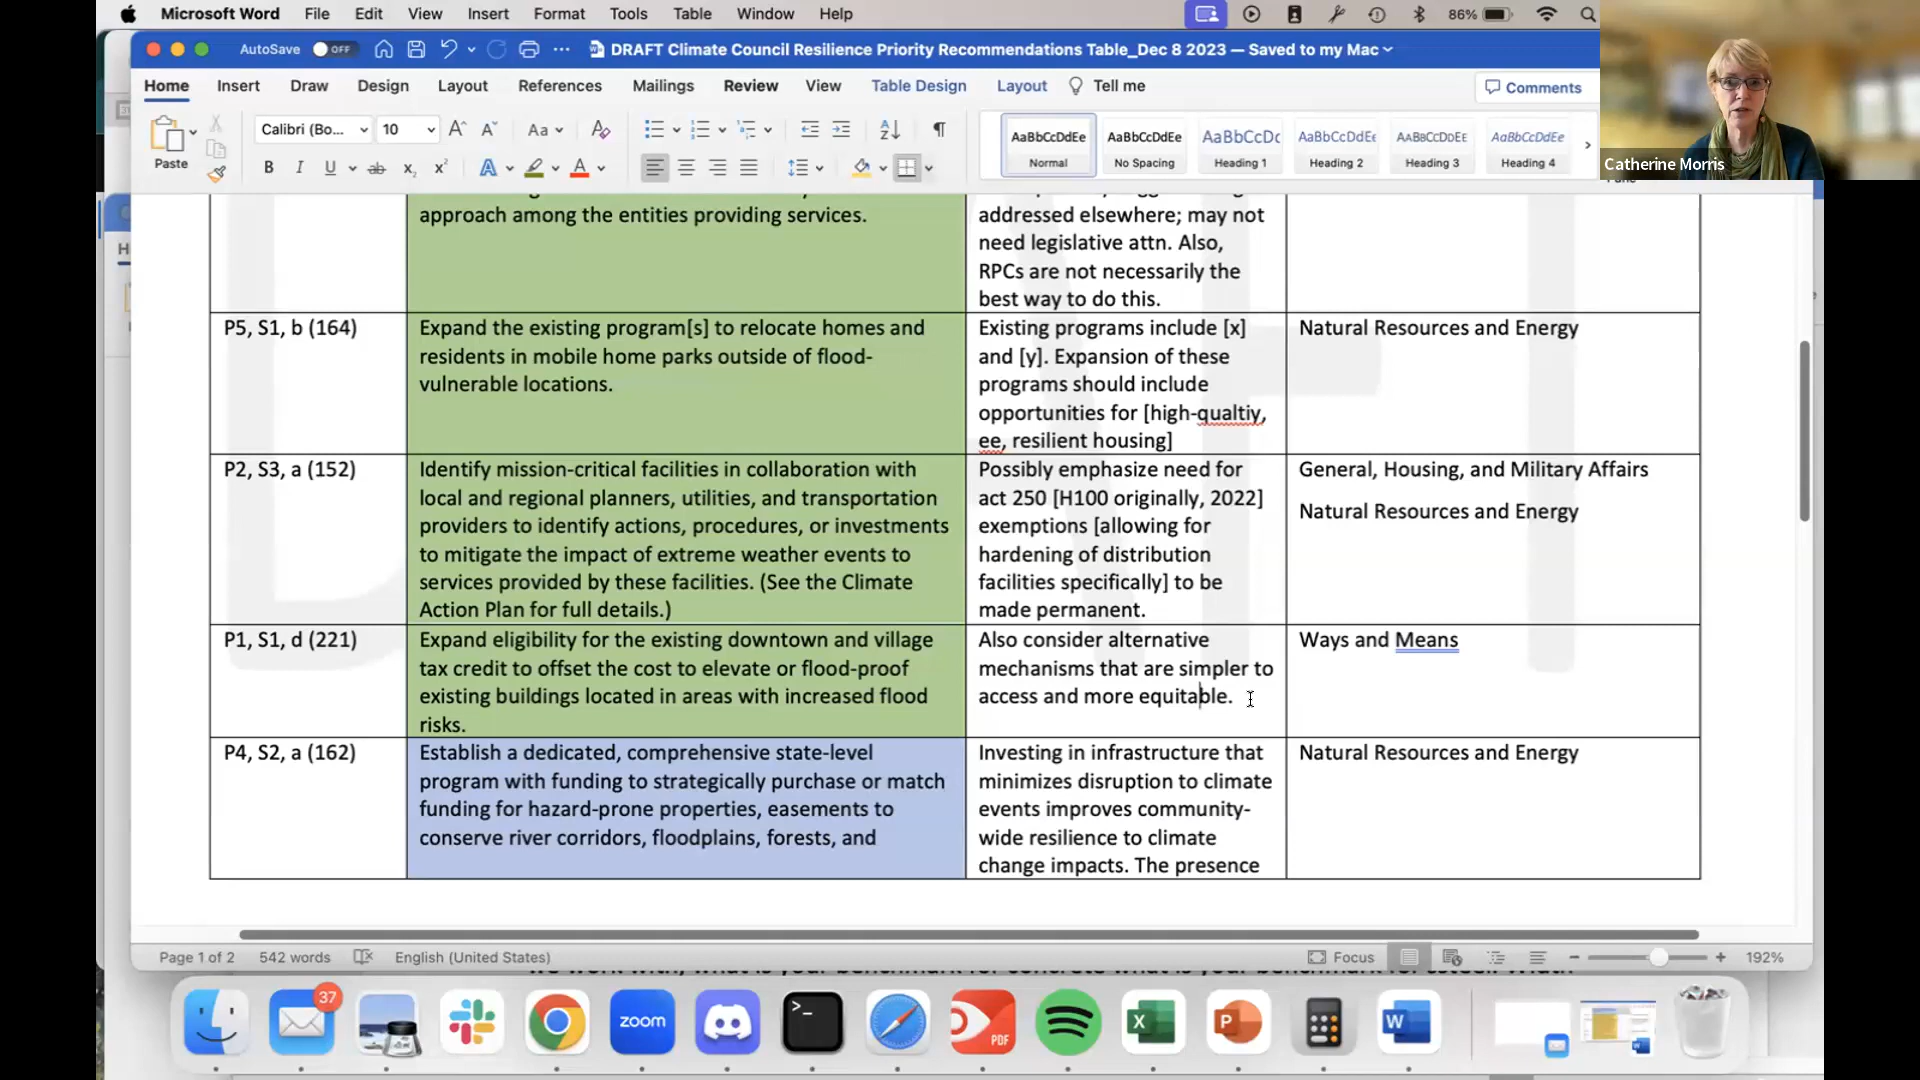 Microsoft Word File Edit View Insert Format Tools Table Window Help 86%
AutoSave OFF DRAFT Climate Council Resilience Priority Recommendations Table_Dec 8 2023 — Saved to my Mac
Home Insert Draw Design Layout References Mailings Review View Table Design Layout Tell me Comments
Paste Calibri (Bo... 10 Aa
AaBbCcDdEe AaBbCcDdEe AaBbCcDc AaBbCcDdE AaBbCcDdEe AaBbCcDdEe
Normal No Spacing Heading 1 Heading 2 Heading 3 Heading 4
Catherine Morris
approach among the entities providing services.
addressed elsewhere; may not
need legislative attn. Also,
RPCs are not necessarily the
best way to do this.
P5, S1, b (164)
Expand the existing program[s] to relocate homes and
residents in mobile home parks outside of flood-
vulnerable locations.
Existing programs include [x]
and [y]. Expansion of these
programs should include
opportunities for [high-qualtiy,
ee, resilient housing]
Natural Resources and Energy
P2, S3, a (152)
Identify mission-critical facilities in collaboration with
local and regional planners, utilities, and transportation
providers to identify actions, procedures, or investments
to mitigate the impact of extreme weather events to
services provided by these facilities. (See the Climate
Action Plan for full details.)
Possibly emphasize need for
act 250 [H100 originally, 2022]
exemptions [allowing for
hardening of distribution
facilities specifically] to be
made permanent.
General, Housing, and Military Affairs
Natural Resources and Energy
P1, S1, d (221)
Expand eligibility for the existing downtown and village
tax credit to offset the cost to elevate or flood-proof
existing buildings located in areas with increased flood
risks.
Also consider alternative
mechanisms that are simpler to
access and more equitable.
Ways and Means
P4, S2, a (162)
Establish a dedicated, comprehensive state-level
program with funding to strategically purchase or match
funding for hazard-prone properties, easements to
conserve river corridors, floodplains, forests, and
Investing in infrastructure that
minimizes disruption to climate
events improves community-
wide resilience to climate
change impacts. The presence
Natural Resources and Energy
Page 1 of 2 542 words English (United States) Focus 192%
37
zoom
PDF